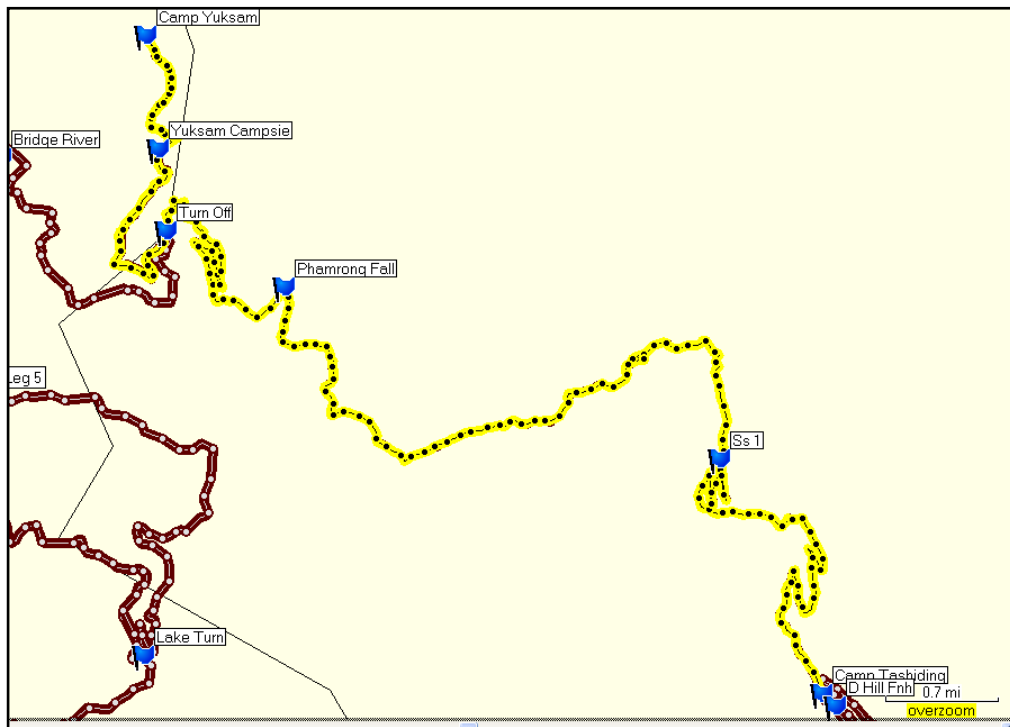 Camp Yuksam
Yuksam Campsie
Bridge River
Turn Off
Phamrong Fall
Leg 5
Ss 1
Lake Turn
Camp Tashiding
D Hill Fnh
0.7 mi
overzoom